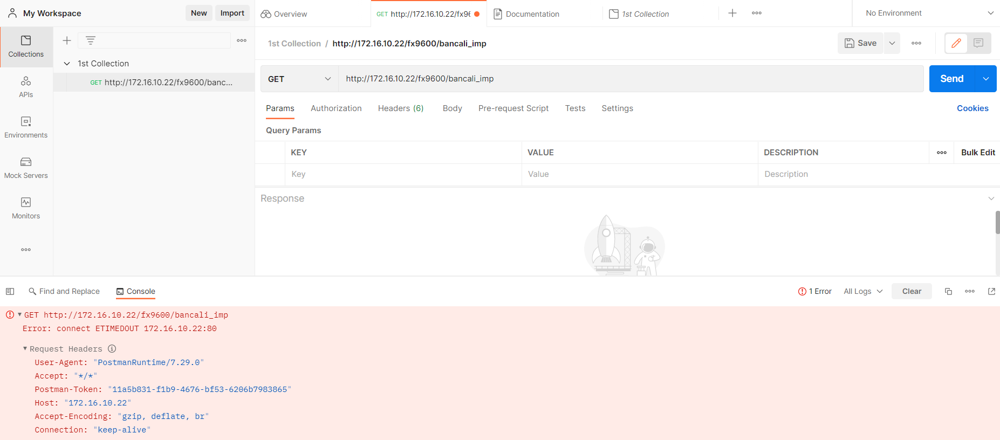 My Workspace
New
Import
Overview
GET http://172.16.10.22/fx96
Documentation
1st Collection
No Environment
Collections
APIs
Environments
Mock Servers
Monitors
1st Collection
GET http://172.16.10.22/fx9600/banc...
1st Collection / http://172.16.10.22/fx9600/bancali_imp
Save
GET
http://172.16.10.22/fx9600/bancali_imp
Send
Params
Authorization
Headers (6)
Body
Pre-request Script
Tests
Settings
Cookies
Query Params
KEY
VALUE
DESCRIPTION
Bulk Edit
Key
Value
Description
Response
Find and Replace
Console
1 Error
All Logs
Clear
GET http://172.16.10.22/fx9600/bancali_imp
Error: connect ETIMEDOUT 172.16.10.22:80
Request Headers
User-Agent: "PostmanRuntime/7.29.0"
Accept: "*/*"
Postman-Token: "11a5b831-f1b9-4676-bf53-6206b7983865"
Host: "172.16.10.22"
Accept-Encoding: "gzip, deflate, br"
Connection: "keep-alive"